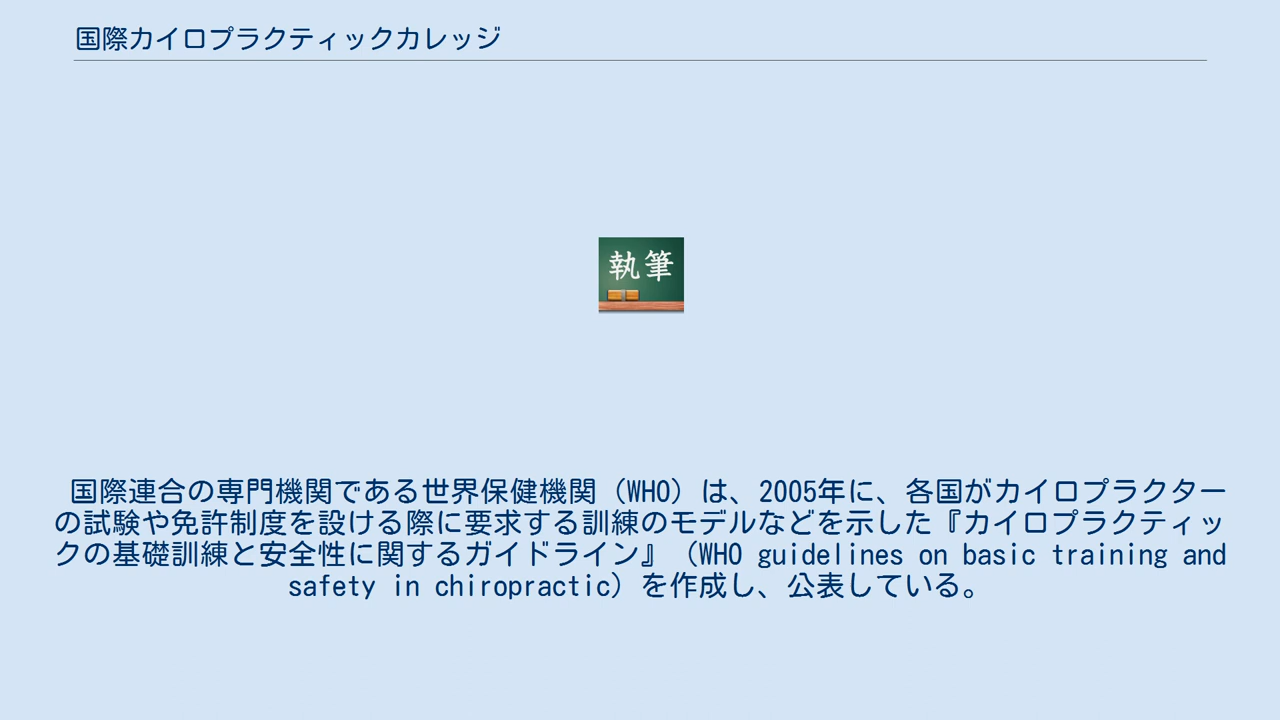 国際カイロプラクティックカレッジ
執筆
国際連合の専門機関である世界保健機関（WHO）は、2005年に、各国がカイロプラクター
の試験や免許制度を設ける際に要求する訓練のモデルなどを示した『カイロプラクティッ
クの基礎訓練と安全性に関するガイドライン』（WHO guidelines on basic training and
safety in chiropractic）を作成し、公表している。